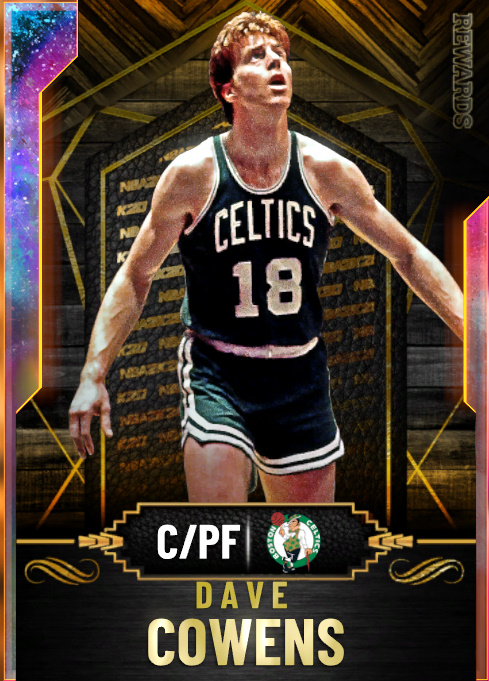 REWARDS
CELTICS
18
C/PF
BOSTON CELTICS
DAVE
COWENS